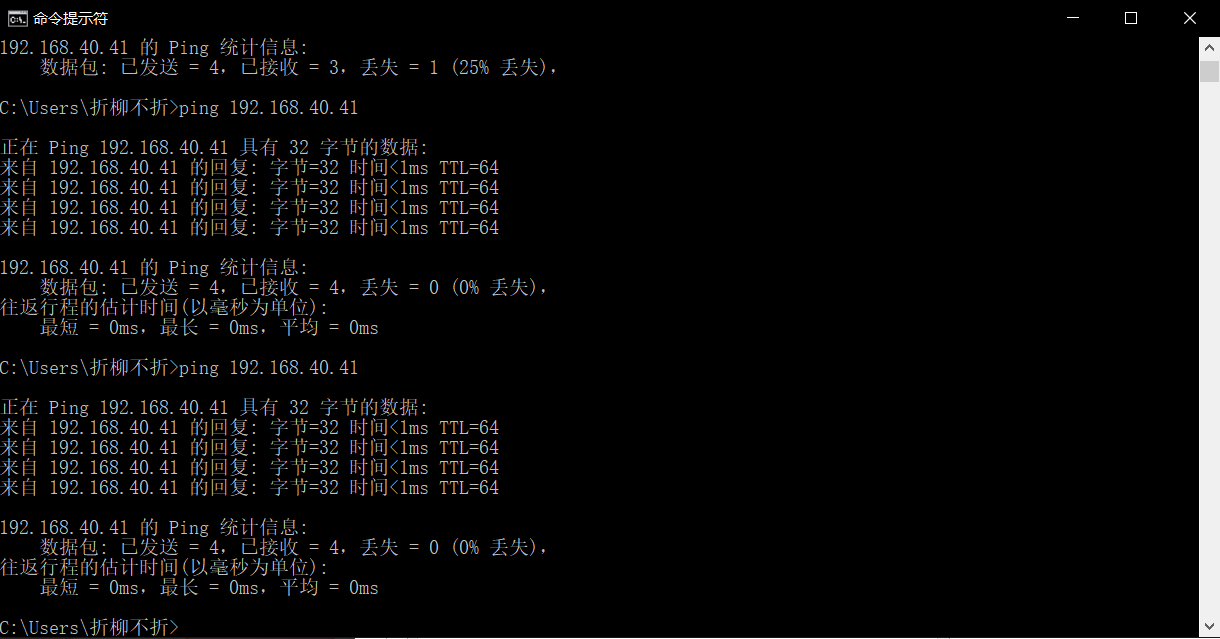 命令提示符
192.168.40.41 的 Ping 统计信息:
    数据包: 已发送 = 4，已接收 = 3，丢失 = 1 (25% 丢失)，
C:\Users\折柳不折>ping 192.168.40.41
正在 Ping 192.168.40.41 具有 32 字节的数据:
来自 192.168.40.41 的回复: 字节=32 时间<1ms TTL=64
来自 192.168.40.41 的回复: 字节=32 时间<1ms TTL=64
来自 192.168.40.41 的回复: 字节=32 时间<1ms TTL=64
来自 192.168.40.41 的回复: 字节=32 时间<1ms TTL=64
192.168.40.41 的 Ping 统计信息:
    数据包: 已发送 = 4，已接收 = 4，丢失 = 0 (0% 丢失)，
往返行程的估计时间(以毫秒为单位):
    最短 = 0ms，最长 = 0ms，平均 = 0ms
C:\Users\折柳不折>ping 192.168.40.41
正在 Ping 192.168.40.41 具有 32 字节的数据:
来自 192.168.40.41 的回复: 字节=32 时间<1ms TTL=64
来自 192.168.40.41 的回复: 字节=32 时间<1ms TTL=64
来自 192.168.40.41 的回复: 字节=32 时间<1ms TTL=64
来自 192.168.40.41 的回复: 字节=32 时间<1ms TTL=64
192.168.40.41 的 Ping 统计信息:
    数据包: 已发送 = 4，已接收 = 4，丢失 = 0 (0% 丢失)，
往返行程的估计时间(以毫秒为单位):
    最短 = 0ms，最长 = 0ms，平均 = 0ms
C:\Users\折柳不折>